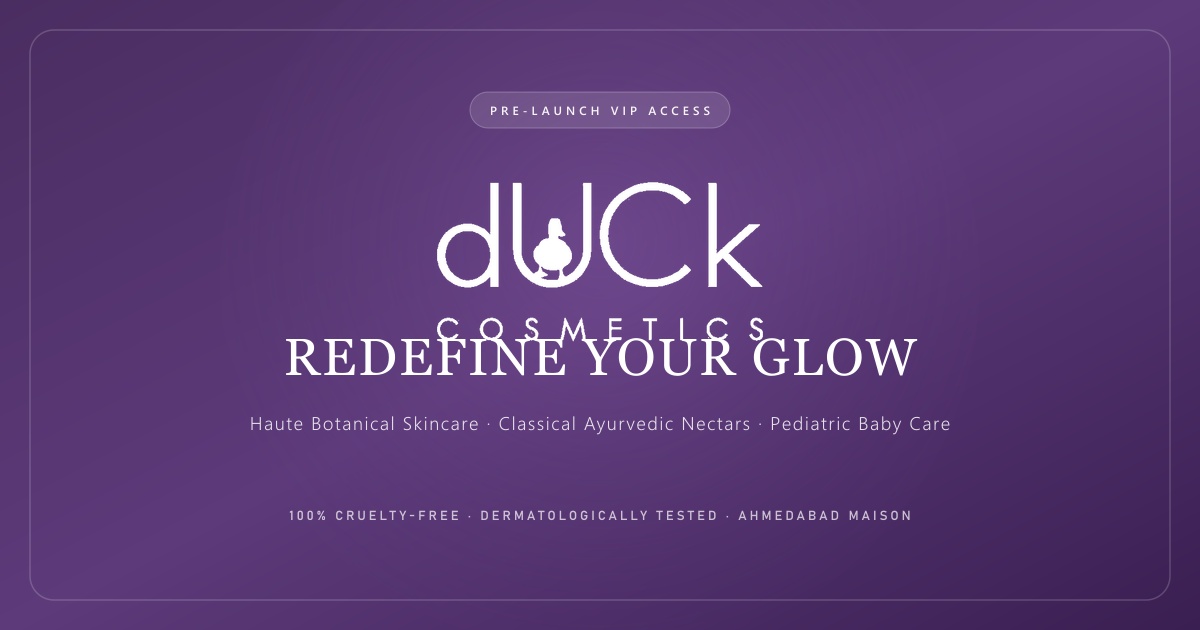 PRE-LAUNCH VIP ACCESS
dUCk
COSMETICS
REDEFINE YOUR GLOW
Haute Botanical Skincare · Classical Ayurvedic Nectars · Pediatric Baby Care
100% CRUELTY-FREE · DERMATOLOGICALLY TESTED · AHMEDABAD MAISON